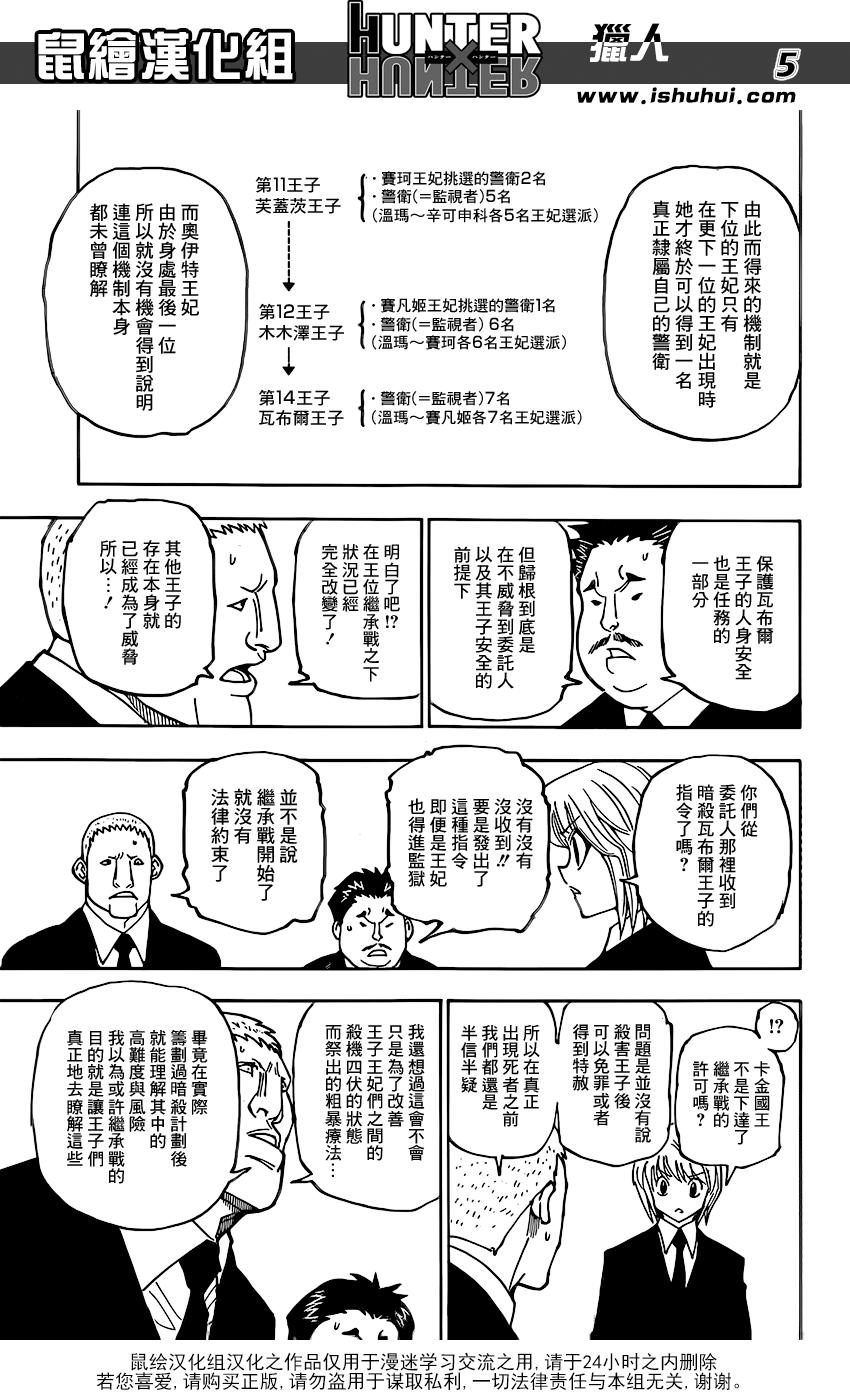 鼠繪漢化組
HUNTER
ハンター×ハンター
HUNTER
獵人
5
www.ishuhui.com
由此而得來的機制就是
下位的王妃只有
在更下一位的王妃出現時
她才終於可以得到一名
真正隸屬自己的警衛
第11王子
芙蓋茨王子
・賽珂王妃挑選的警衛2名
・警衛(=監視者)5名
(溫瑪～辛可申科各5名王妃選派)
第12王子
木木澤王子
・賽凡姬王妃挑選的警衛1名
・警衛(=監視者)6名
(溫瑪～賽珂各6名王妃選派)
第14王子
瓦布爾王子
・警衛(=監視者)7名
(溫瑪～賽凡姬各7名王妃選派)
而奧伊特王妃
由於身處最後一位
所以就沒有機會得到說明
連這個機制本身
都未曾瞭解
保護瓦布爾
王子的人身安全
也是任務的
一部分
但歸根到底是
在不威脅到委託人
以及其王子安全的
前提下
明白了吧!?
在王位繼承戰之下
狀況已經
完全改變了！
其他王子的
存在本身就
已經成為了威脅
所以…！
你們從
委託人那裡收到
暗殺瓦布爾王子的
指令了嗎？
沒有沒有
沒收到!!
要是發出了
這種指令
即便是王妃
也得進監獄
並不是說
繼承戰開始了
就沒有
法律約束了
!?
卡金國王
不是下達了
繼承戰的
許可嗎？
問題是並沒有說
殺害王子後
可以免罪或者
得到特赦
所以在真正
出現死者之前
我們都還是
半信半疑
我還想過這會不會
只是為了改善
王子王妃們之間的
殺機四伏的狀態
而祭出的粗暴療法…
畢竟在實際
籌劃過暗殺計劃後
就能理解其中的
高難度與風險
我以為或許繼承戰的
目的就是讓王子們
真正地去瞭解這些
鼠绘汉化组汉化之作品仅用于漫迷学习交流之用, 请于24小时之内删除
若您喜爱, 请购买正版, 请勿盗用于谋取私利, 一切法律责任与本组无关, 谢谢。